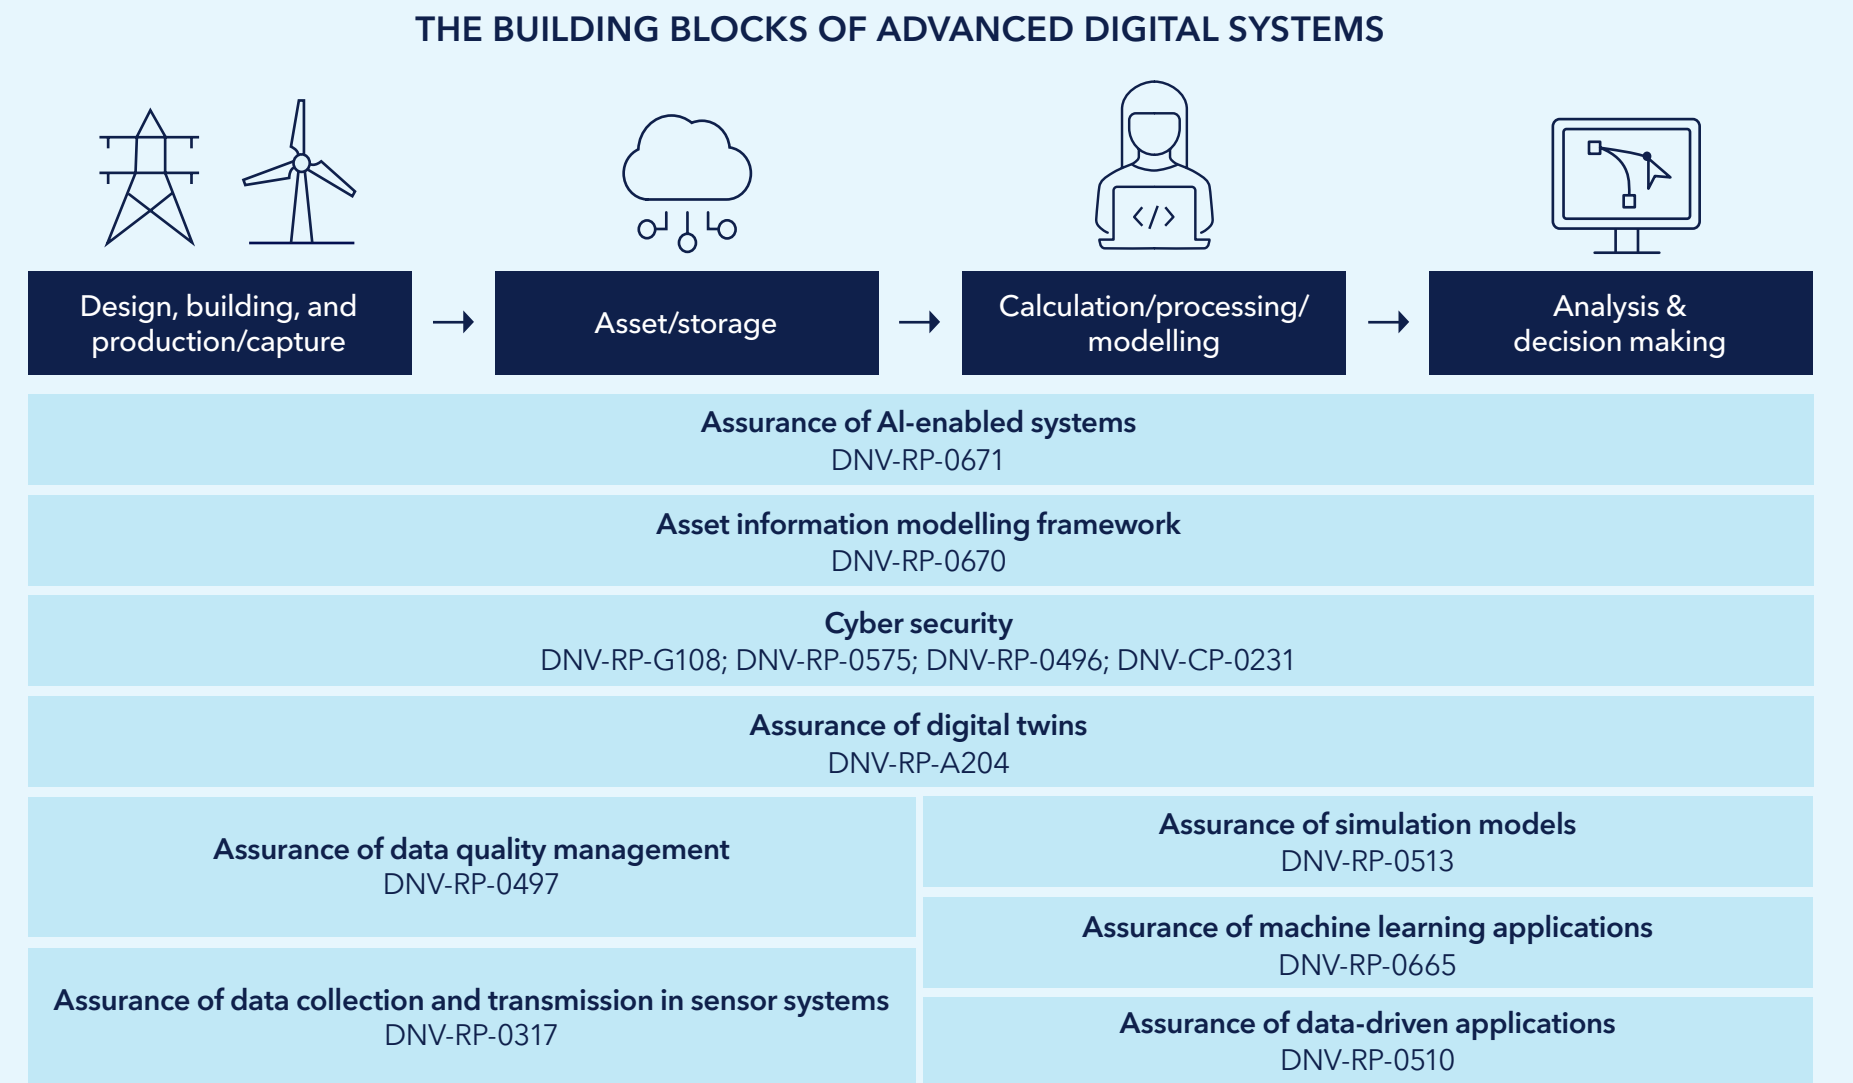 THE BUILDING BLOCKS OF ADVANCED DIGITAL SYSTEMS
</>
Design, building, and
production/capture
Asset/storage
Calculation/processing/
modelling
Analysis &
decision making
Assurance of AI-enabled systems
DNV-RP-0671
Asset information modelling framework
DNV-RP-0670
Cyber security
DNV-RP-G108; DNV-RP-0575; DNV-RP-0496; DNV-CP-0231
Assurance of digital twins
DNV-RP-A204
Assurance of data quality management
DNV-RP-0497
Assurance of data collection and transmission in sensor systems
DNV-RP-0317
Assurance of simulation models
DNV-RP-0513
Assurance of machine learning applications
DNV-RP-0665
Assurance of data-driven applications
DNV-RP-0510